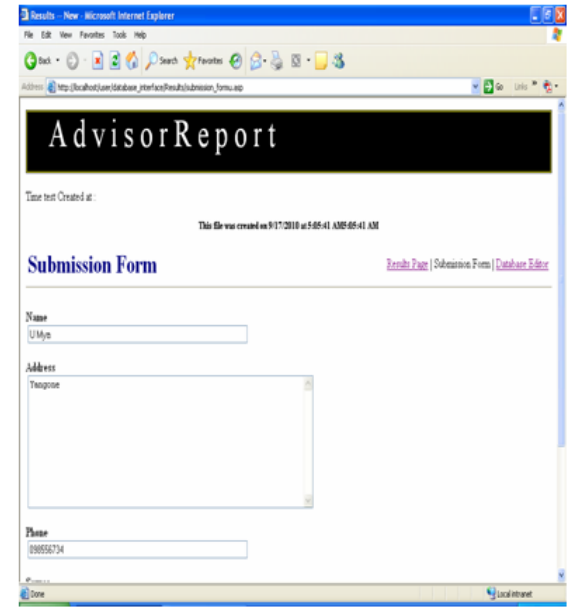 Results -- New - Microsoft Internet Explorer
File Edit View Favorites Tools Help
Back Search Favorites
Address http://localhost/user/database_interface/Results/submission_form.asp Go Links
AdvisorReport
Time test Created at :
This file was created on 9/17/2010 at 5:05:41 AM5:05:41 AM
Submission Form
Results Page | Submission Form | Database Editor
Name
U Mya
Address
Tangone
Phone
098556734
Done Local intranet